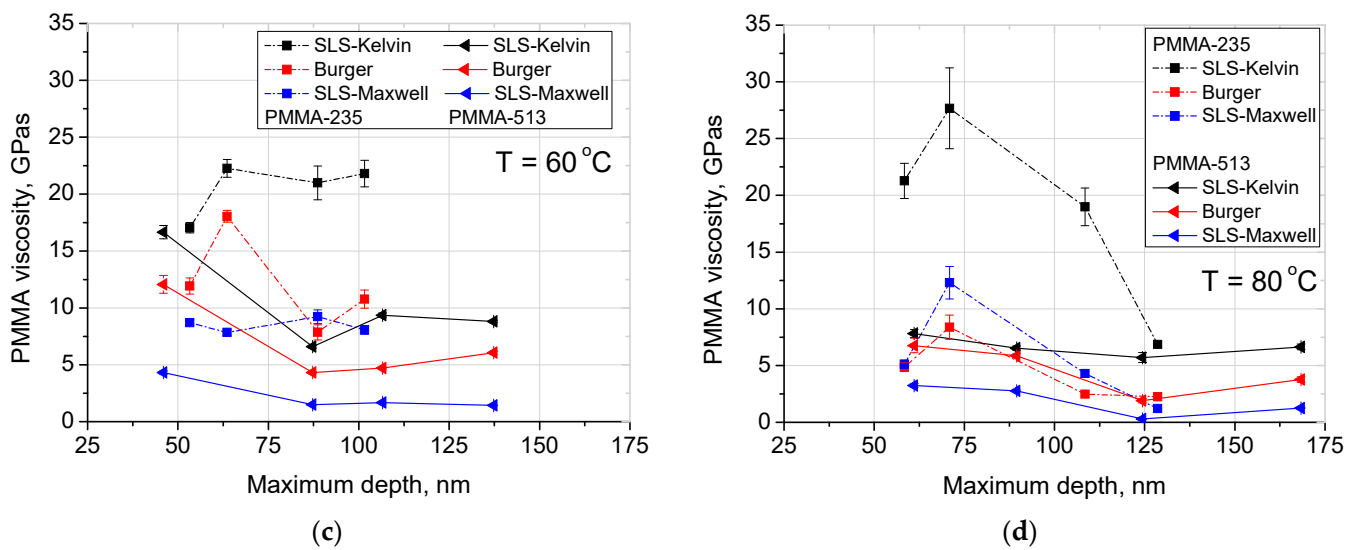 35
30
25
20
15
10
5
0
PMMA viscosity, GPas
SLS-Kelvin SLS-Kelvin
Burger Burger
SLS-Maxwell SLS-Maxwell
PMMA-235 PMMA-513
T = 60 °C
25 50 75 100 125 150 175
Maximum depth, nm
(c)
35
30
25
20
15
10
5
0
PMMA viscosity, GPas
PMMA-235
SLS-Kelvin
Burger
SLS-Maxwell
PMMA-513
SLS-Kelvin
Burger
SLS-Maxwell
T = 80 °C
25 50 75 100 125 150 175
Maximum depth, nm
(d)